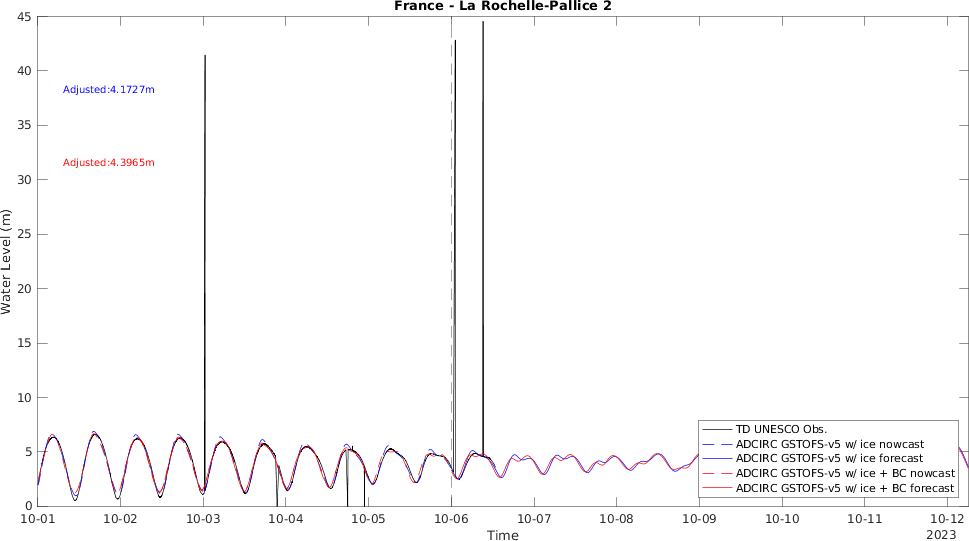 France - La Rochelle-Pallice 2
45
40
35
30
25
20
15
10
5
0
Water Level (m)
Adjusted:4.1727m
Adjusted:4.3965m
TD UNESCO Obs.
ADCIRC GSTOFS-v5 w/ ice nowcast
ADCIRC GSTOFS-v5 w/ ice forecast
ADCIRC GSTOFS-v5 w/ ice + BC nowcast
ADCIRC GSTOFS-v5 w/ ice + BC forecast
10-01 10-02 10-03 10-04 10-05 10-06 10-07 10-08 10-09 10-10 10-11 10-12
Time
2023